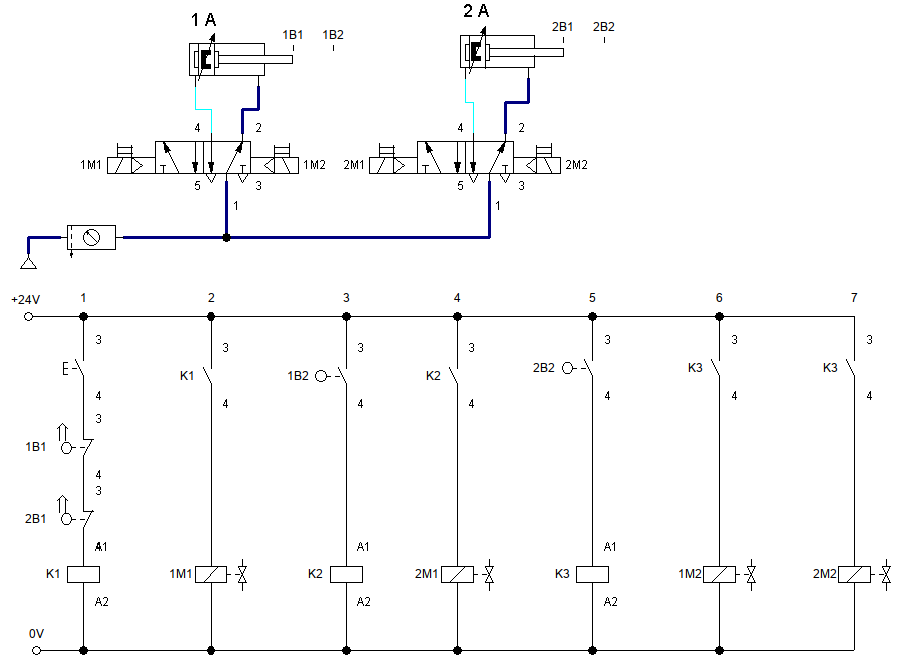 1 A 2 A
1B1 1B2 2B1 2B2
4 2 4 2
1M1 1M2 2M1 2M2
5 3 5 3
1 1
+24V 1 2 3 4 5 6 7
3 3 3 3 3 3 3
E K1 1B2 K2 2B2 K3 K3
4 4 4 4 4 4 4
3
1B1
4
3
2B1
4
A1 A1 A1
K1 1M1 K2 2M1 K3 1M2 2M2
A2 A2 A2
0V